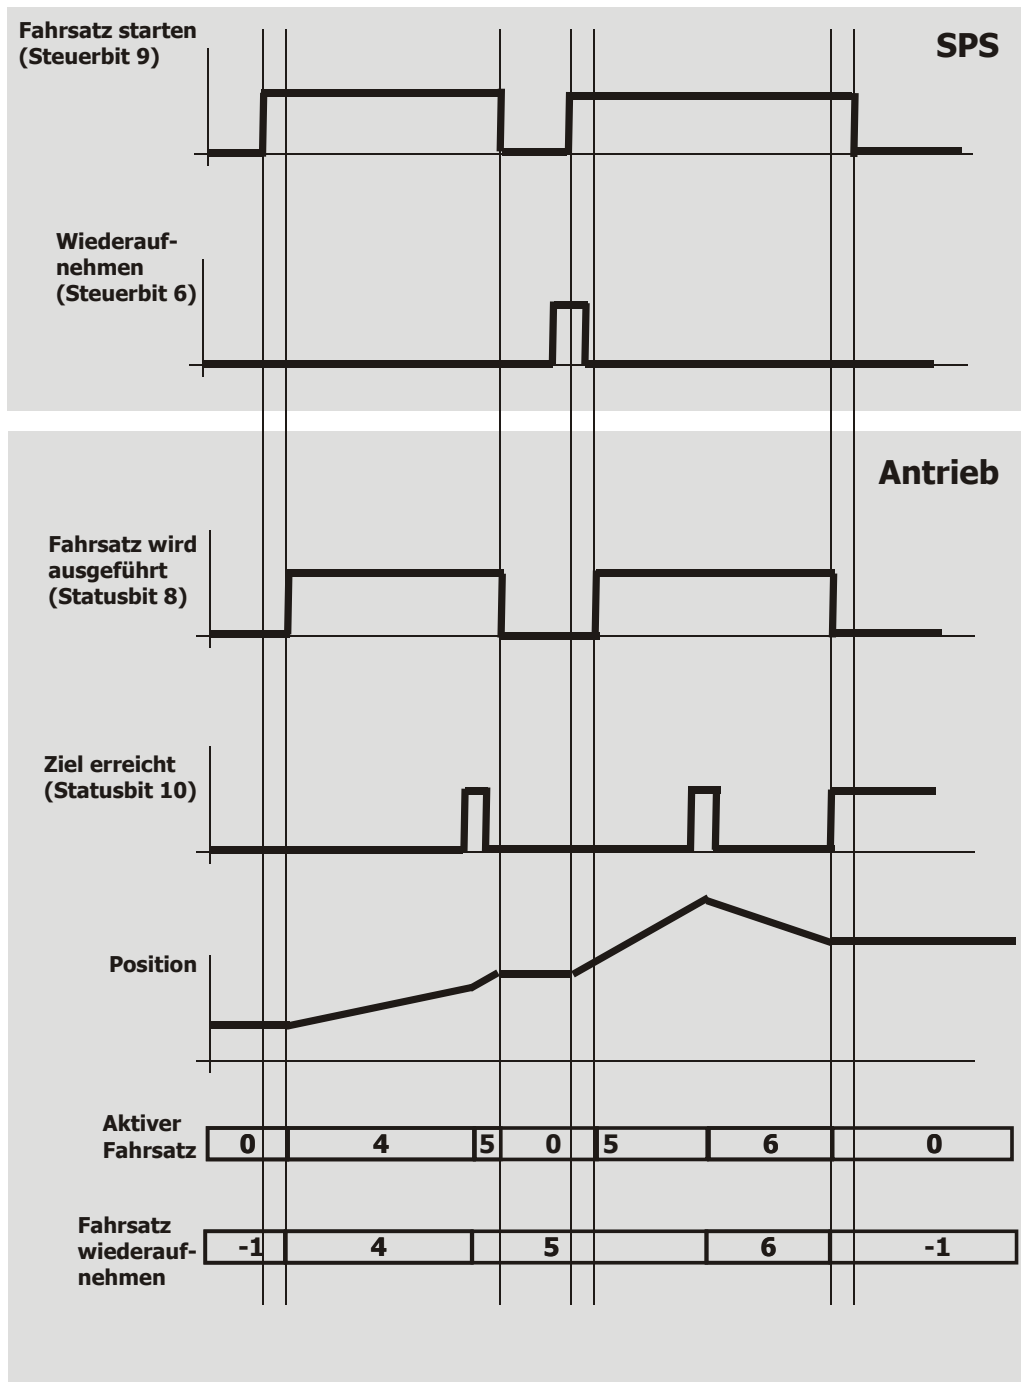 Fahrsatz starten
(Steuerbit 9)
SPS
Wiederauf-
nehmen
(Steuerbit 6)
Antrieb
Fahrsatz wird
ausgeführt
(Statusbit 8)
Ziel erreicht
(Statusbit 10)
Position
Aktiver
Fahrsatz
0 4 5 0 5 6 0
Fahrsatz
wiederauf-
nehmen
-1 4 5 6 -1